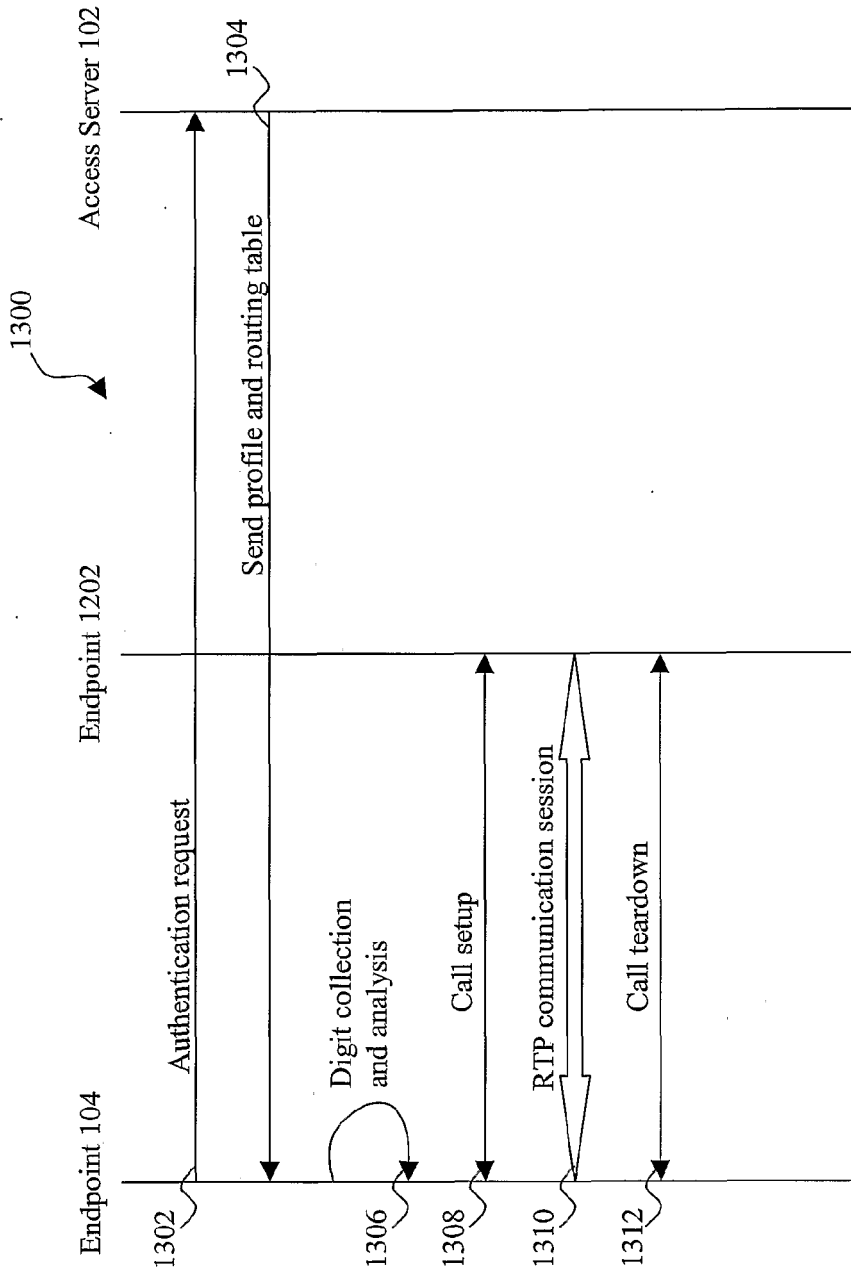 1300
Endpoint 104
Endpoint 1202
Access Server 102
1302
Authentication request
Send profile and routing table
1304
Digit collection
and analysis
1306
Call setup
1308
RTP communication session
1310
Call teardown
1312